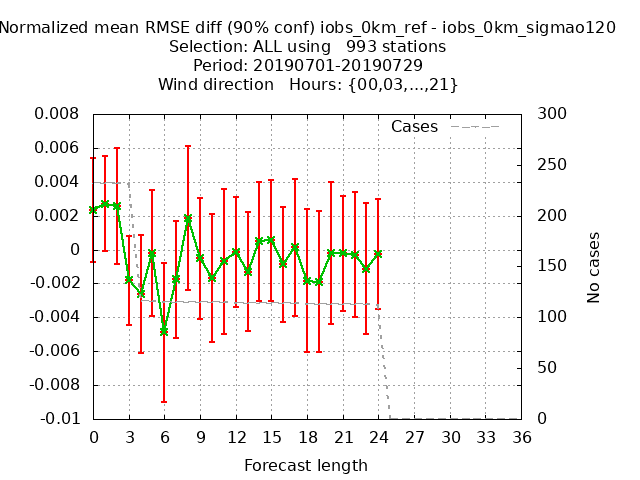 Normalized mean RMSE diff (90% conf) iobs_0km_ref - iobs_0km_sigmao120
Selection: ALL using 993 stations
Period: 20190701-20190729
Wind direction Hours: {00,03,...,21}
Cases
0.008
0.006
0.004
0.002
0
-0.002
-0.004
-0.006
-0.008
-0.01
300
250
200
150
100
50
0
No cases
0 3 6 9 12 15 18 21 24 27 30 33 36
Forecast length